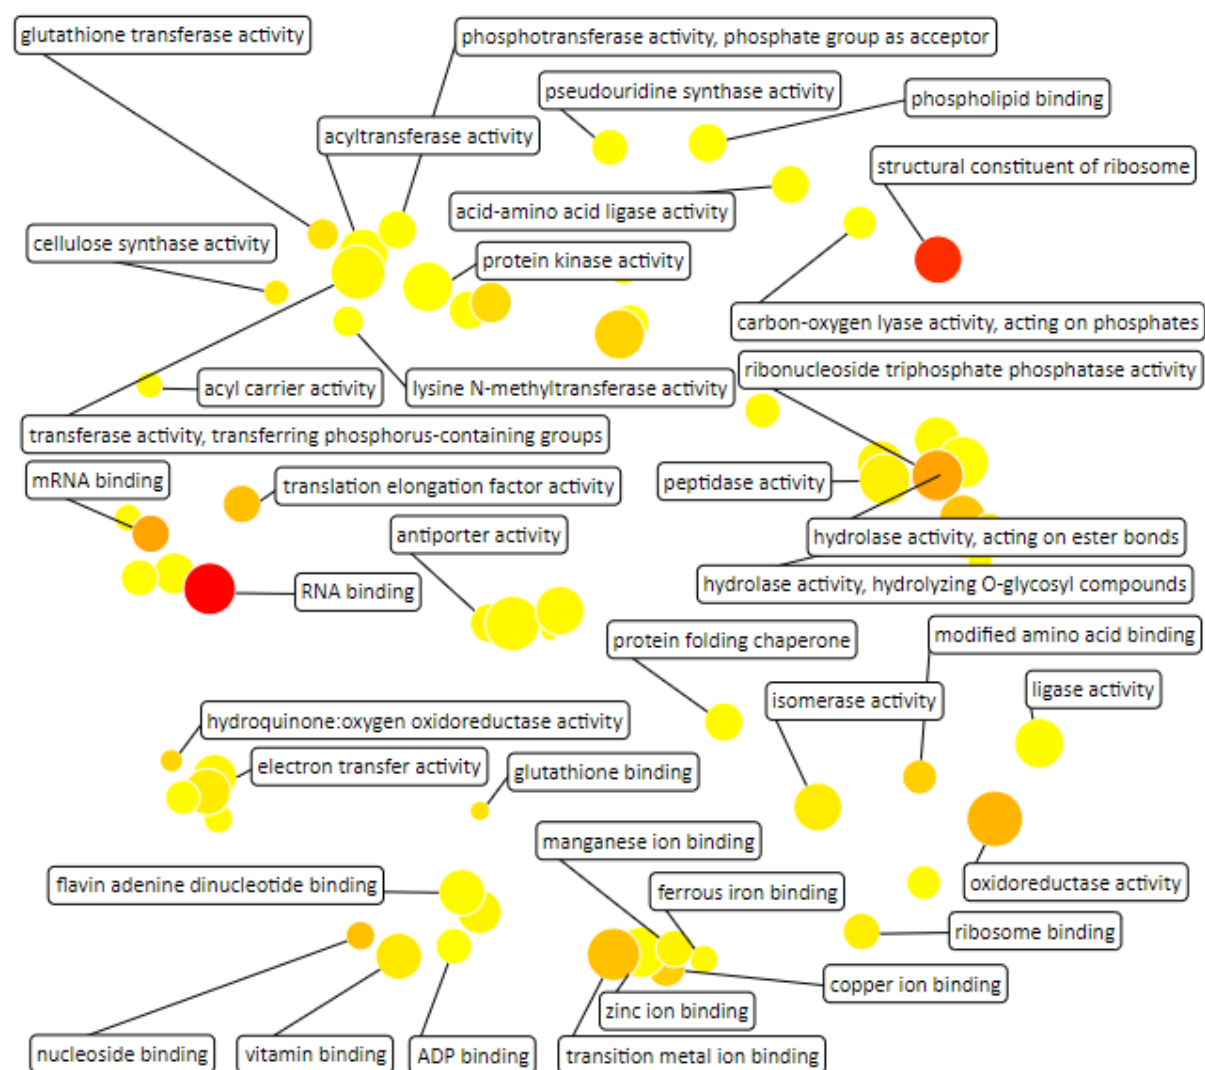 glutathione transferase activity
phosphotransferase activity, phosphate group as acceptor
pseudouridine synthase activity
phospholipid binding
acyltransferase activity
structural constituent of ribosome
acid-amino acid ligase activity
cellulose synthase activity
protein kinase activity
carbon-oxygen lyase activity, acting on phosphates
ribonucleoside triphosphate phosphatase activity
acyl carrier activity
lysine N-methyltransferase activity
transferase activity, transferring phosphorus-containing groups
mRNA binding
translation elongation factor activity
peptidase activity
antiporter activity
hydrolase activity, acting on ester bonds
hydrolase activity, hydrolyzing O-glycosyl compounds
RNA binding
protein folding chaperone
modified amino acid binding
isomerase activity
ligase activity
hydroquinone:oxygen oxidoreductase activity
electron transfer activity
glutathione binding
manganese ion binding
flavin adenine dinucleotide binding
ferrous iron binding
oxidoreductase activity
ribosome binding
copper ion binding
zinc ion binding
nucleoside binding
vitamin binding
ADP binding
transition metal ion binding